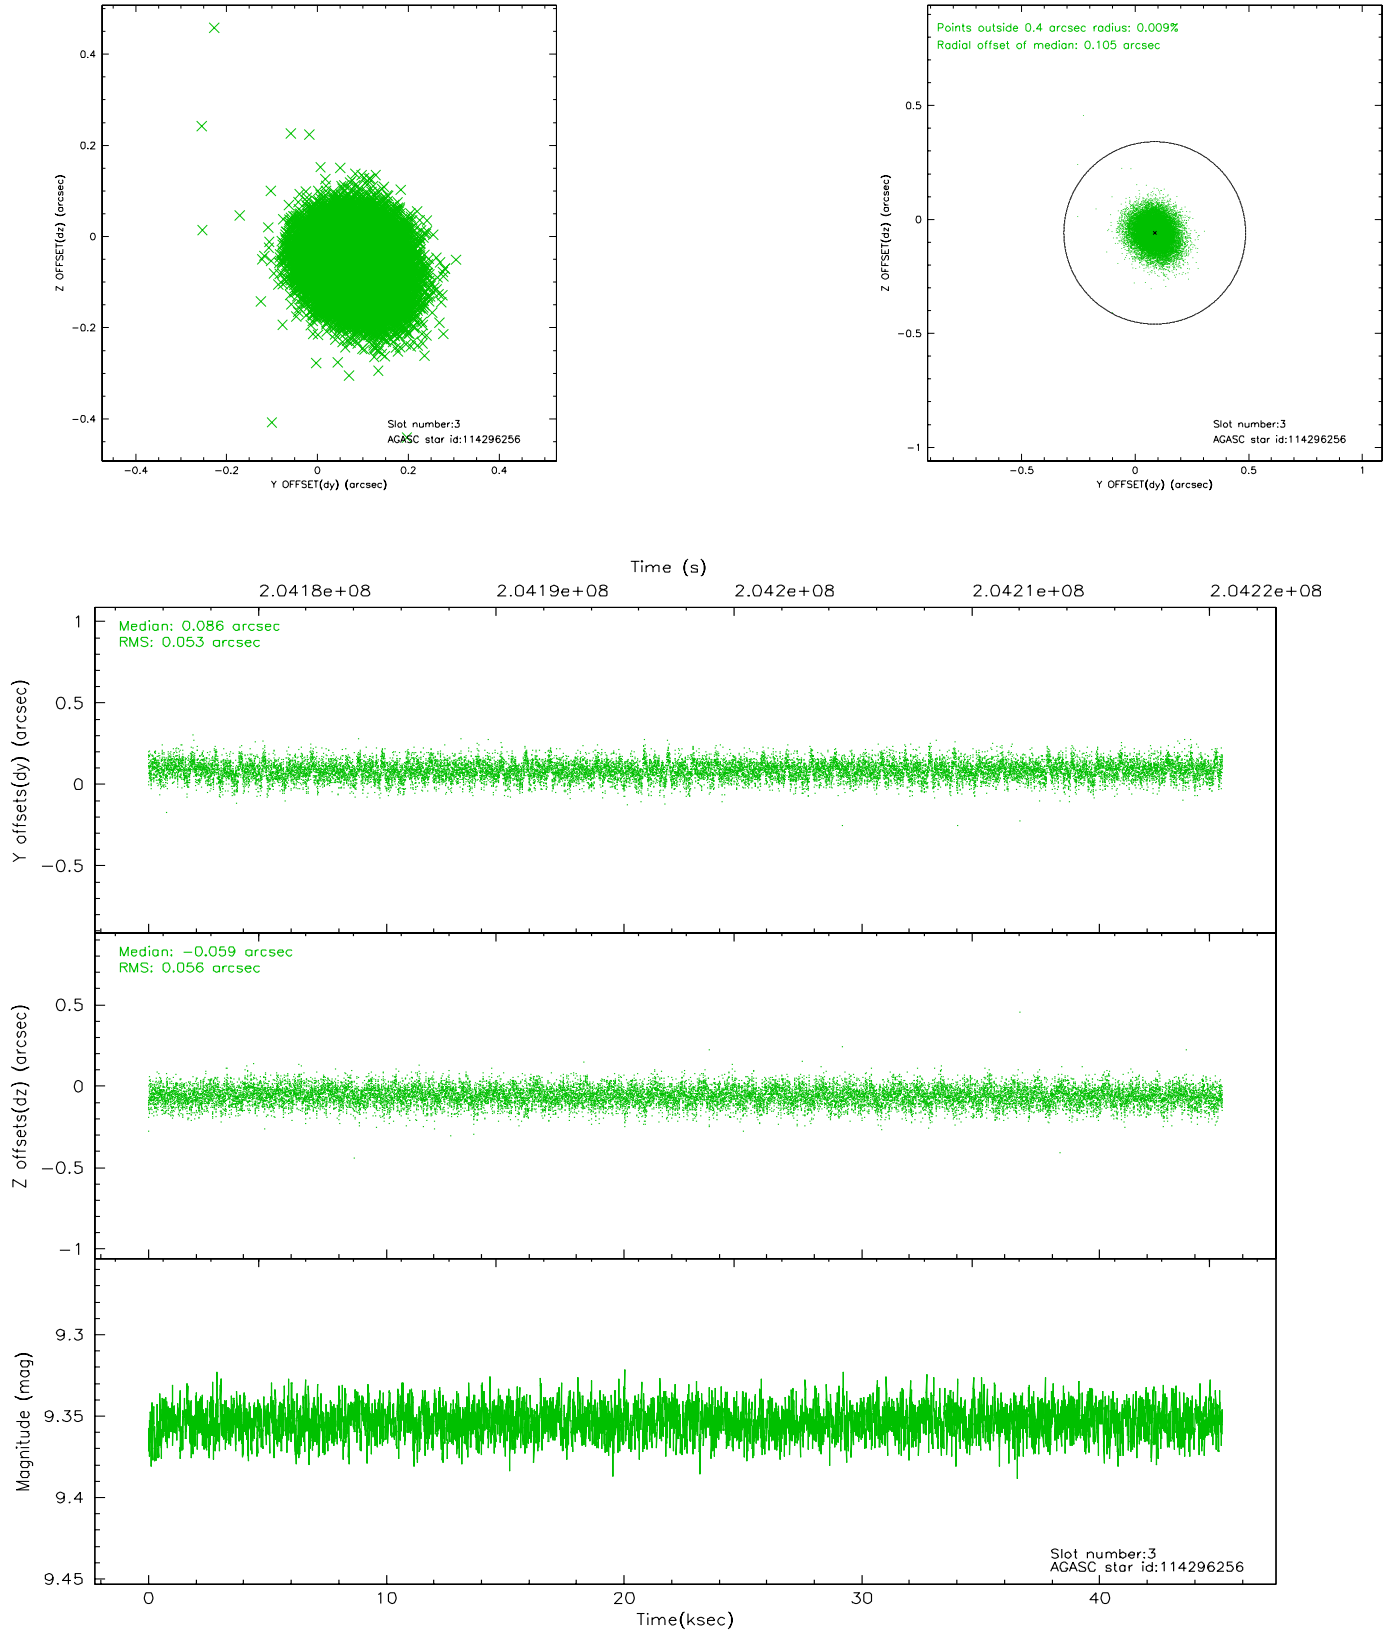 0.4
0.2
0
−0.2
−0.4
Z OFFSET(dz) (arcsec)
−0.4
−0.2
0
0.2
0.4
Y OFFSET(dy) (arcsec)
Slot number:3
AGASC star id:114296256
Points outside 0.4 arcsec radius: 0.009%
Radial offset of median: 0.105 arcsec
0.5
0
−0.5
−1
Z OFFSET(dz) (arcsec)
−0.5
0
0.5
1
Y OFFSET(dy) (arcsec)
Slot number:3
AGASC star id:114296256
Time (s)
2.0418e+08
2.0419e+08
2.042e+08
2.0421e+08
2.0422e+08
Median: 0.086 arcsec
RMS: 0.053 arcsec
1
0.5
0
−0.5
Y offsets(dy) (arcsec)
Median: −0.059 arcsec
RMS: 0.056 arcsec
0.5
0
−0.5
−1
Z offsets(dz) (arcsec)
9.3
9.35
9.4
9.45
Magnitude (mag)
Slot number:3
AGASC star id:114296256
0
10
20
30
40
Time(ksec)